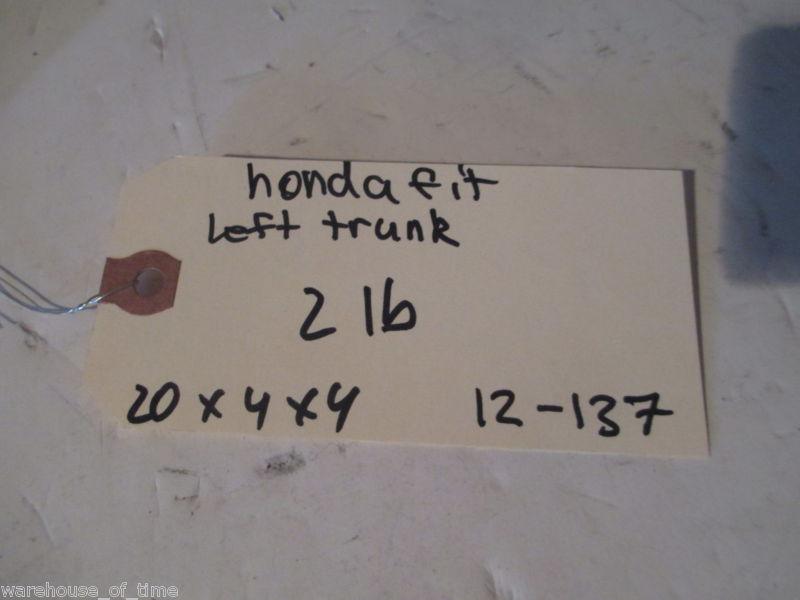 honda fit
Left trunk
2 lb
20 x 4 x 4 12-137
warehouse_of_time